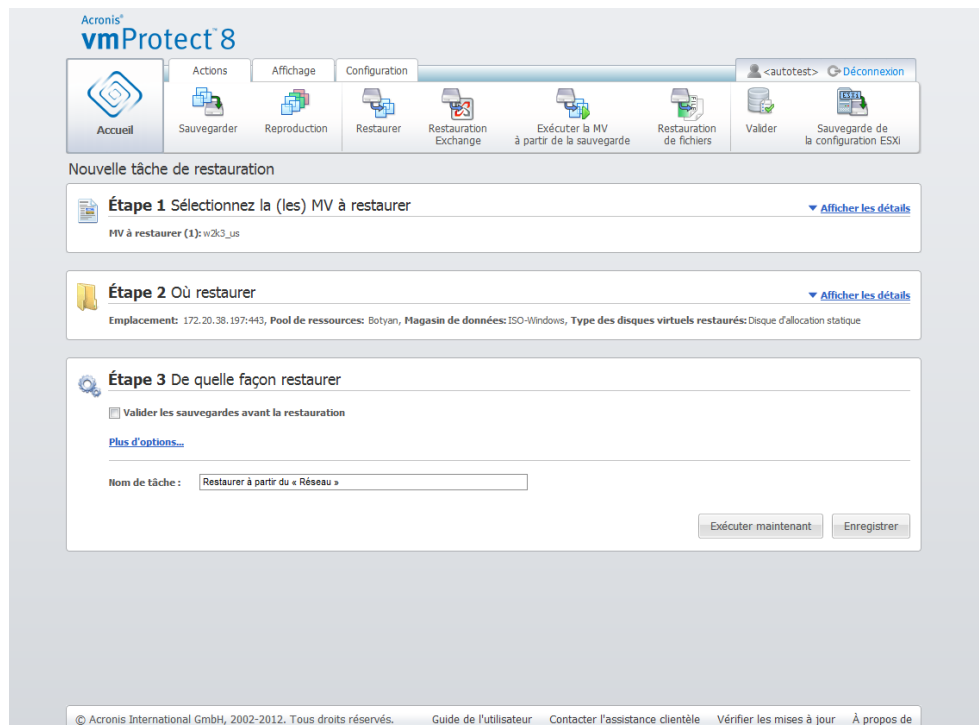 Acronis®
vmProtect™8
Actions Affichage Configuration <autotest> Déconnexion
Accueil
Sauvegarder
Reproduction
Restaurer
Restauration
Exchange
Exécuter la MV
à partir de la sauvegarde
Restauration
de fichiers
Valider
ESXi
Sauvegarde de
la configuration ESXi
Nouvelle tâche de restauration
Étape 1 Sélectionnez la (les) MV à restaurer
Afficher les détails
MV à restaurer (1): w2k3_us
Étape 2 Où restaurer
Afficher les détails
Emplacement: 172.20.38.197:443, Pool de ressources: Botyan, Magasin de données: ISO-Windows, Type des disques virtuels restaurés: Disque d'allocation statique
Étape 3 De quelle façon restaurer
Valider les sauvegardes avant la restauration
Plus d'options...
Nom de tâche : Restaurer à partir du « Réseau »
Exécuter maintenant Enregistrer
© Acronis International GmbH, 2002-2012. Tous droits réservés. Guide de l'utilisateur Contacter l'assistance clientèle Vérifier les mises à jour À propos de